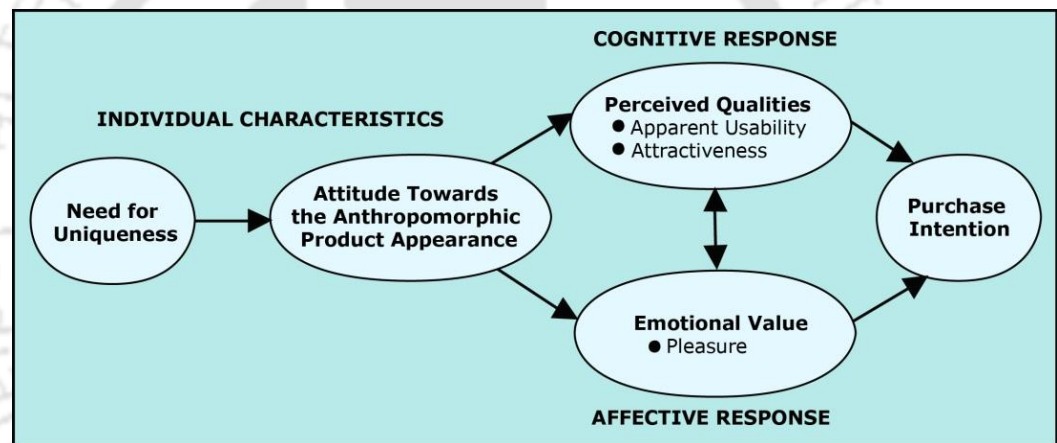 COGNITIVE RESPONSE
INDIVIDUAL CHARACTERISTICS
Need for
Uniqueness
Attitude Towards
the Anthropomorphic
Product Appearance
Perceived Qualities
● Apparent Usability
● Attractiveness
Emotional Value
● Pleasure
Purchase
Intention
AFFECTIVE RESPONSE